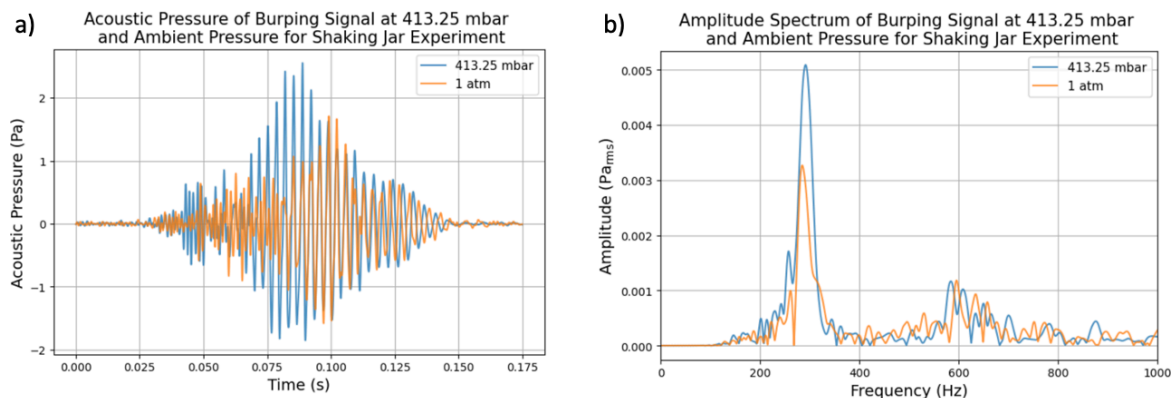 a)
Acoustic Pressure of Burping Signal at 413.25 mbar
and Ambient Pressure for Shaking Jar Experiment
413.25 mbar
1 atm
Acoustic Pressure (Pa)
2
1
0
−1
−2
0.000 0.025 0.050 0.075 0.100 0.125 0.150 0.175
Time (s)
b)
Amplitude Spectrum of Burping Signal at 413.25 mbar
and Ambient Pressure for Shaking Jar Experiment
413.25 mbar
1 atm
Amplitude (Parms)
0.005
0.004
0.003
0.002
0.001
0.000
0 200 400 600 800 1000
Frequency (Hz)